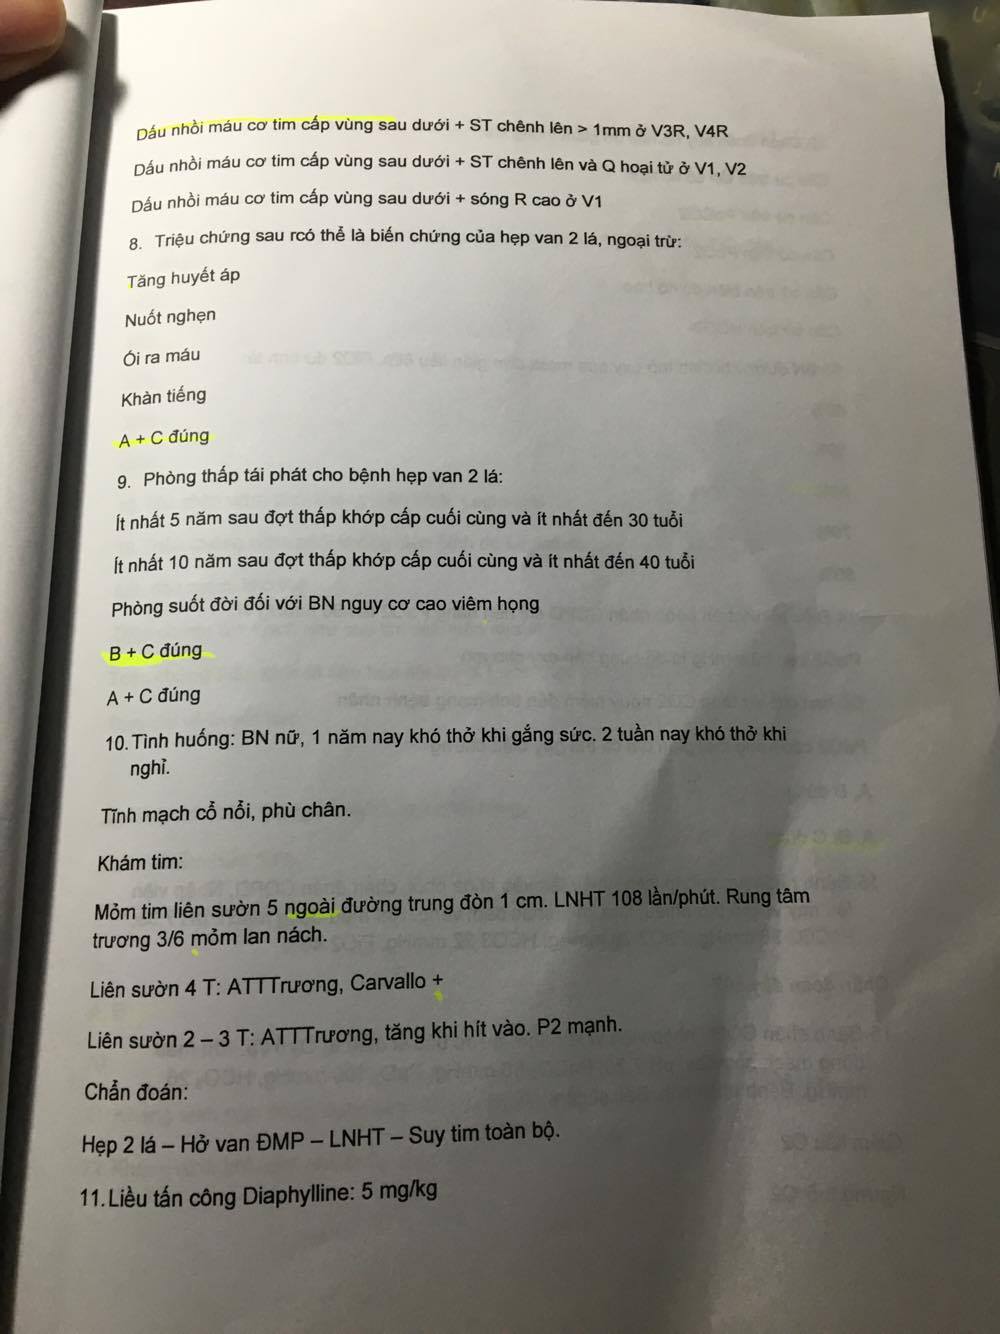 Dấu nhồi máu cơ tim cấp vùng sau dưới + ST chênh lên > 1mm ở V3R, V4R
Dấu nhồi máu cơ tim cấp vùng sau dưới + ST chênh lên và Q hoại tử ở V1, V2
Dấu nhồi máu cơ tim cấp vùng sau dưới + sóng R cao ở V1
8. Triệu chứng sau rcó thể là biến chứng của hẹp van 2 lá, ngoại trừ:
Tăng huyết áp
Nuốt nghẹn
Ói ra máu
Khàn tiếng
A + C đúng
9. Phòng thấp tái phát cho bệnh hẹp van 2 lá:
Ít nhất 5 năm sau đợt thấp khớp cấp cuối cùng và ít nhất đến 30 tuổi
Ít nhất 10 năm sau đợt thấp khớp cấp cuối cùng và ít nhất đến 40 tuổi
Phòng suốt đời đối với BN nguy cơ cao viêm họng
B + C đúng
A + C đúng
10. Tình huống: BN nữ, 1 năm nay khó thở khi gắng sức. 2 tuần nay khó thở khi
nghỉ.
Tĩnh mạch cổ nổi, phù chân.
Khám tim:
Mỏm tim liên sườn 5 ngoài đường trung đòn 1 cm. LNHT 108 lần/phút. Rung tâm
trương 3/6 mỏm lan nách.
Liên sườn 4 T: ATTTrương, Carvallo +
Liên sườn 2 – 3 T: ATTTrương, tăng khi hít vào. P2 mạnh.
Chẩn đoán:
Hẹp 2 lá – Hở van ĐMP – LNHT – Suy tim toàn bộ.
11. Liều tấn công Diaphylline: 5 mg/kg